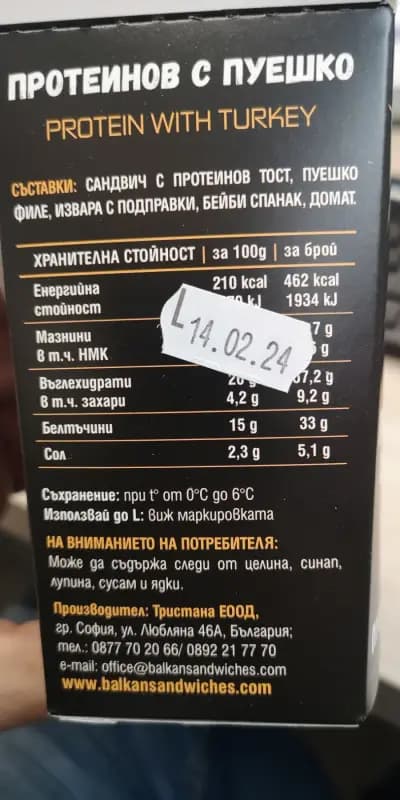 ПРОТЕИНОВ С ПУЕШКО
PROTEIN WITH TURKEY
СЪСТАВКИ: САНДВИЧ С ПРОТЕИНОВ ТОСТ, ПУЕШКО
ФИЛЕ, ИЗВАРА С ПОДПРАВКИ, БЕЙБИ СПАНАК, ДОМАТ.
ХРАНИТЕЛНА СТОЙНОСТ | за 100g | за брой
Енергийна 210 kcal 462 kcal
стойност kJ 1934 kJ
L 14.02.24
Мазнини g
в т.ч. НМК g
Въглехидрати
в т.ч. захари 4,2 g 9,2 g
Белтъчини 15 g 33 g
Сол 2,3 g 5,1 g
Съхранение: при t° от 0°C до 6°C
Използвай до L: виж маркировката
НА ВНИМАНИЕТО НА ПОТРЕБИТЕЛЯ:
Може да съдържа следи от целина, синап,
лупина, сусам и ядки.
Производител: Тристана ЕООД,
гр. София, ул. Любляна 46А, България;
тел.: 0877 70 20 66/ 0892 21 77 70
e-mail: office@balkansandwiches.com
www.balkansandwiches.com